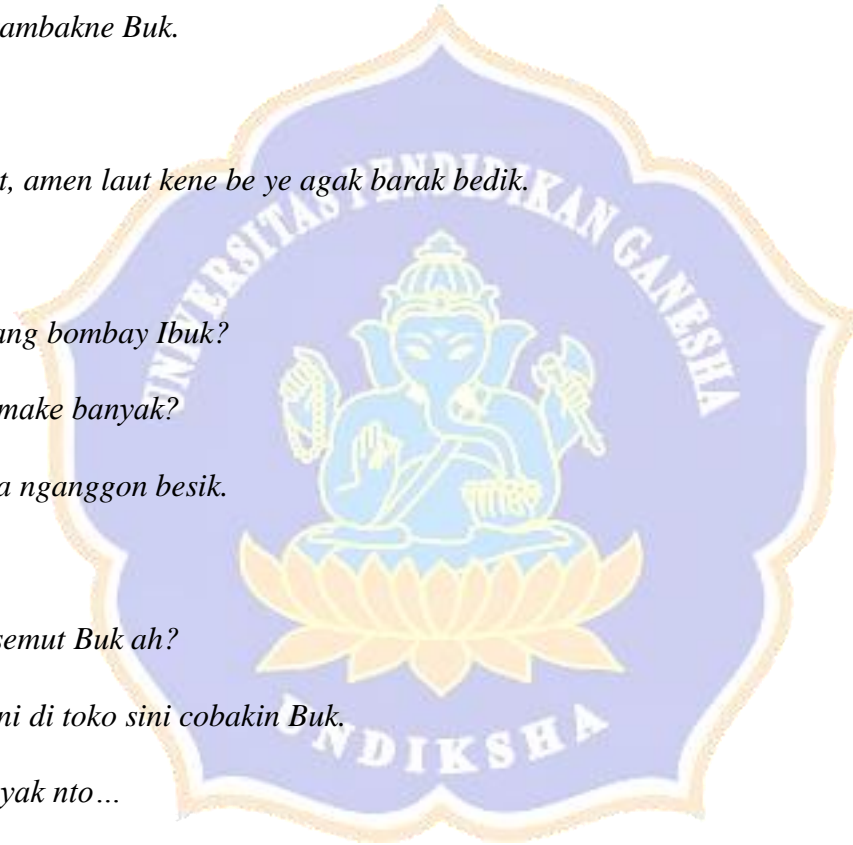 ambakne Buk.
t, amen laut kene be ye agak barak bedik.
UNIVERSITAS PENDIDIKAN GANESHA
ang bombay Ibuk?
make banyak?
a nganggon besik.
semut Buk ah?
ni di toko sini cobakin Buk.
UNDIKSHA
yak nto…